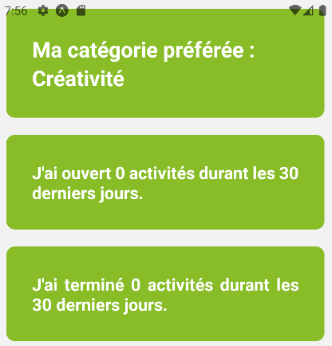 7:56
Ma catégorie préférée :
Créativité
J'ai ouvert 0 activités durant les 30
derniers jours.
J'ai terminé 0 activités durant les
30 derniers jours.